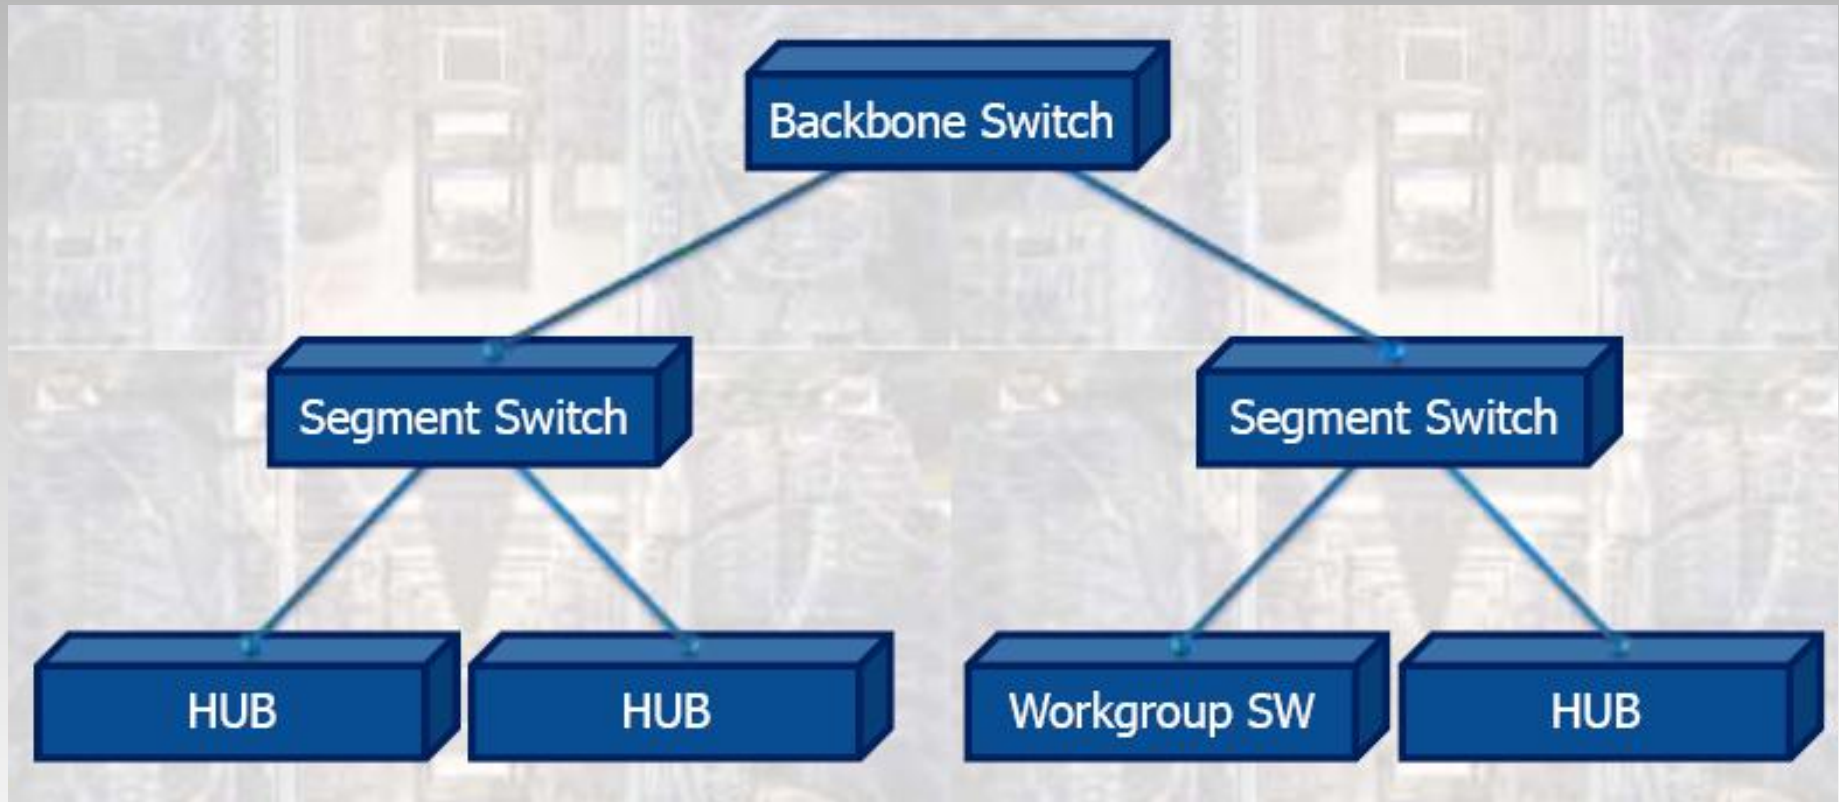 Backbone Switch
Segment Switch
Segment Switch
HUB
HUB
Workgroup SW
HUB